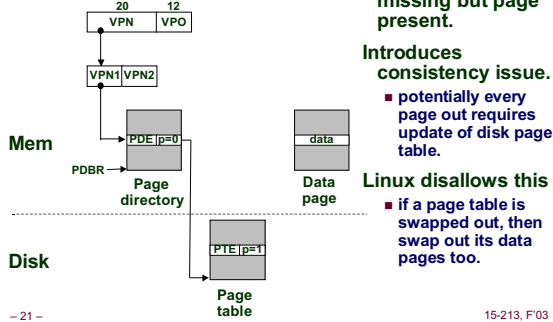 20 12
VPN VPO
VPN1 VPN2
Mem
PDE p=0
data
PDBR
Page
directory
Data
page
Disk
PTE p=1
Page
table
missing but page
present.
Introduces
consistency issue.
■ potentially every
page out requires
update of disk page
table.
Linux disallows this
■ if a page table is
swapped out, then
swap out its data
pages too.
– 21 –
15-213, F'03